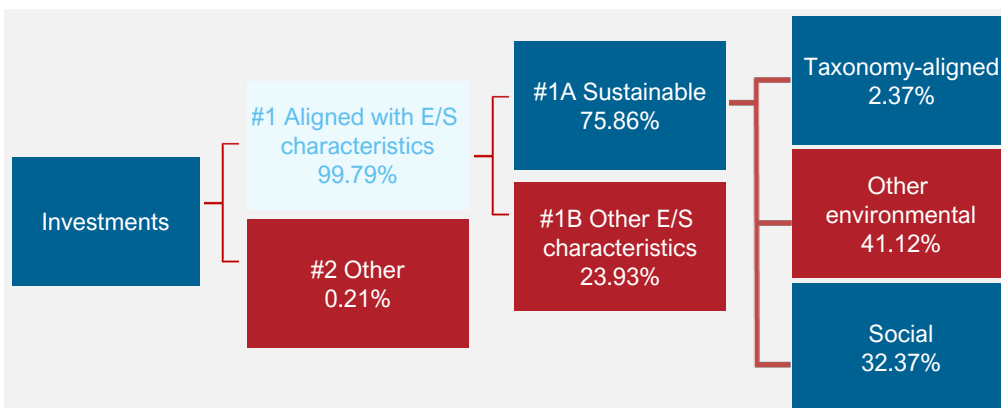 Investments
#1 Aligned with E/S
characteristics
99.79%
#2 Other
0.21%
#1A Sustainable
75.86%
#1B Other E/S
characteristics
23.93%
Taxonomy-aligned
2.37%
Other
environmental
41.12%
Social
32.37%